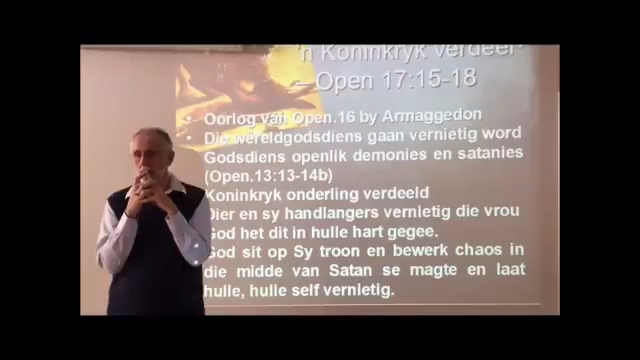 'n Koninkryk verdeel
– Open 17:15-18
• Oorlog van Open.16 by Armaggedon
• Die wêreldgodsdiens gaan vernietig word
Godsdiens openlik demonies en satanies
(Open.13:13-14b)
Koninkryk onderling verdeeld
Dier en sy handlangers vernietig die vrou
God het dit in hulle hart gegee.
God sit op Sy troon en bewerk chaos in
die midde van Satan se magte en laat
hulle, hulle self vernietig.